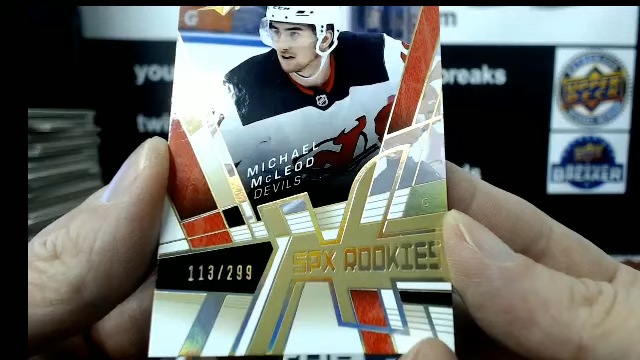 you
breaks
twi
MICHAEL
McLEOD
DEVILS
G
113/299
SPX ROOKIES
UPPER DECK
BREAKER